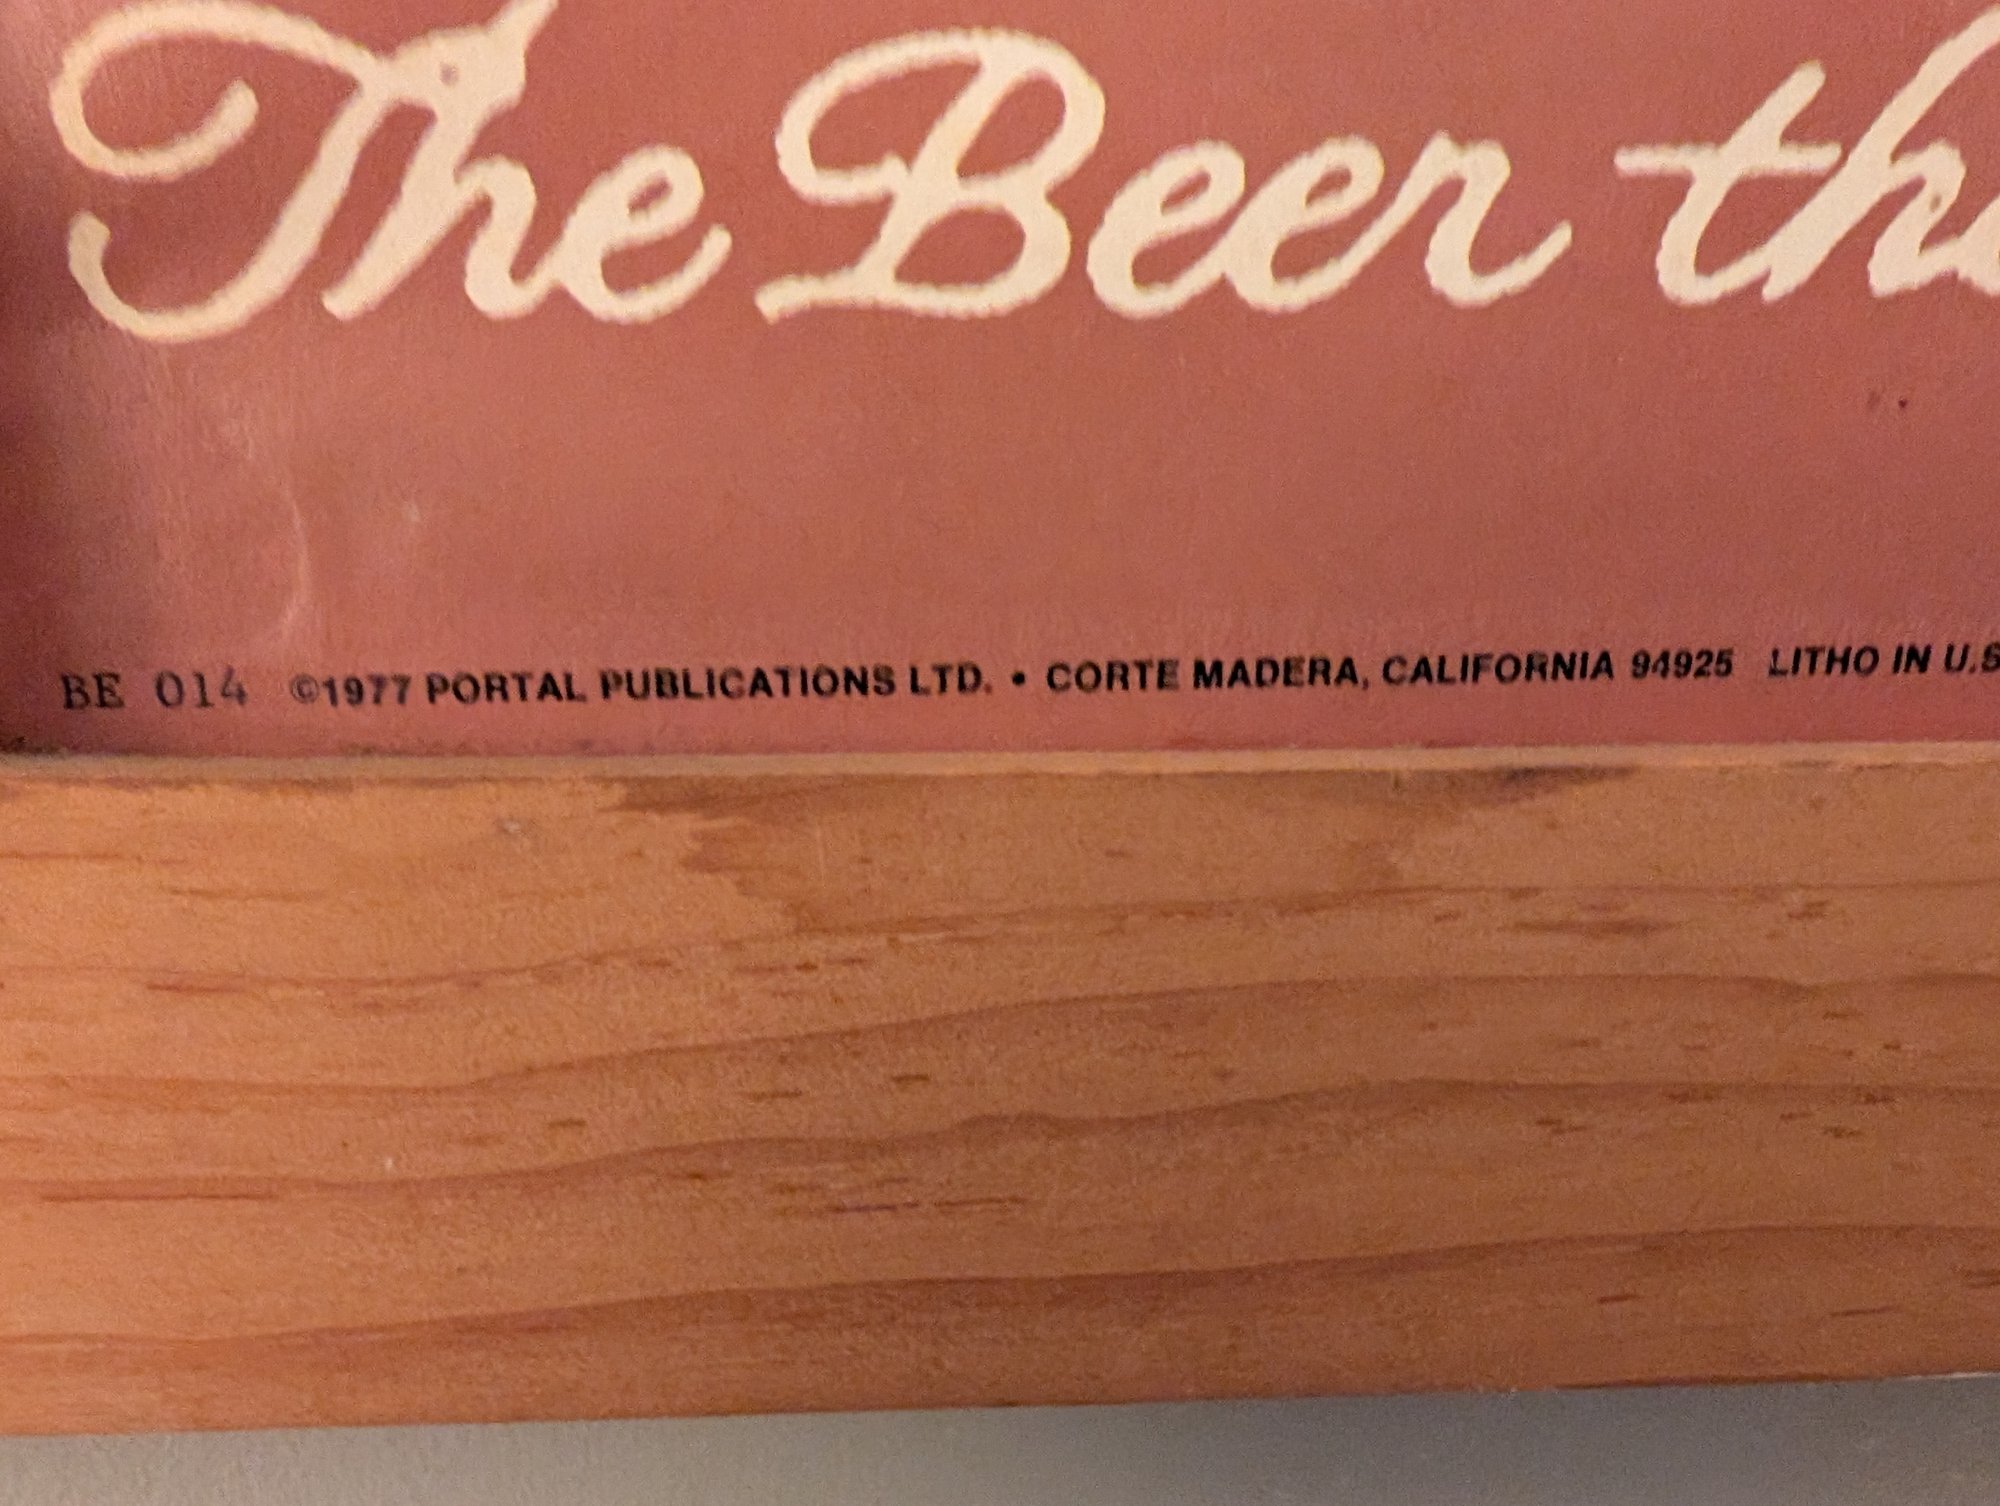 The Beer th
BE 014 ©1977 PORTAL PUBLICATIONS LTD. • CORTE MADERA, CALIFORNIA 94925 LITHO IN U.S